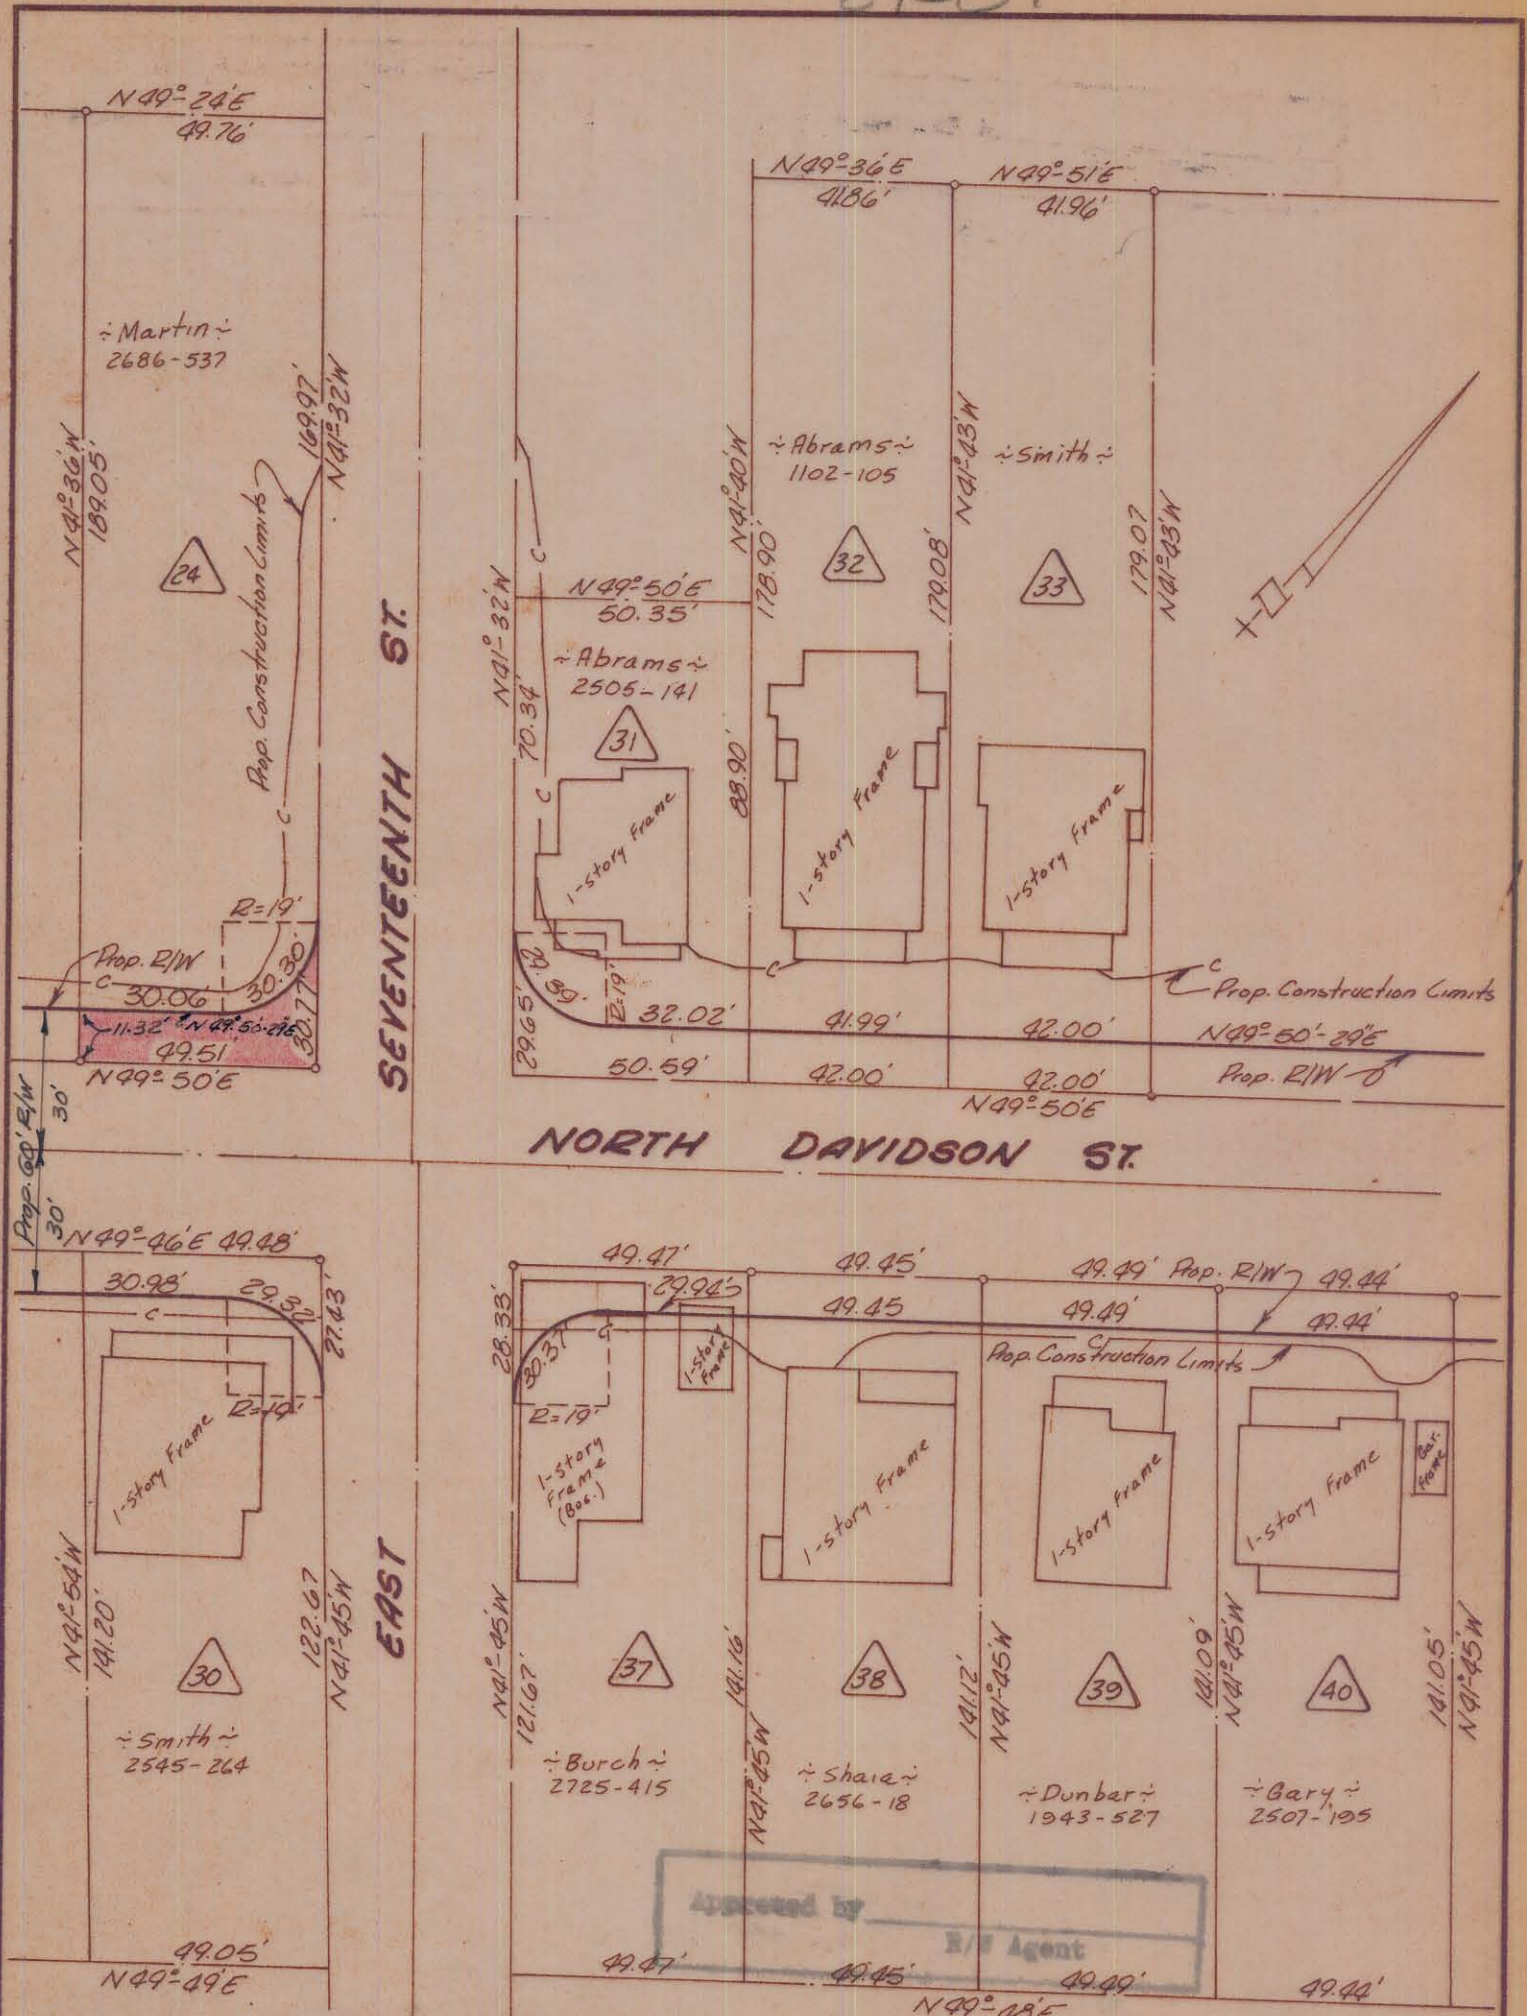 N49°-24'E
49.76'
N49°-36'E
41.86'
N49°-51'E
41.96'
÷Martin÷
2686-537
N41°-36'W
189.05'
24
Prop. Construction Limits
169.97'
N41°-32'W
C
SEVENTEENTH ST.
N41°-32'W
70.34'
C
C
N49°-50'E
50.35'
÷Abrams÷
2505-141
31
1-story Frame
N41°-40'W
178.90'
88.90'
÷Abrams÷
1102-105
32
1-story Frame
N41°-43'W
179.08'
÷Smith÷
33
1-story Frame
179.07
N41°-43'W
R=19'
Prop. R/W
C
30.06'
30.30'
30.77'
11.32'
N49°-50'-29"E
49.51'
N49°-50'E
29.62
29.65'
R=19'
32.02'
41.99'
42.00'
C
C
Prop. Construction Limits
N49°-50'-29"E
Prop. R/W
50.59'
42.00'
42.00'
N49°-50'E
Prop. 60' R/W
30'
30'
NORTH DAVIDSON ST.
N49°-46'E 49.48'
30.98'
C
27.43'
R=19'
1-story Frame
N41°-54'W
141.20'
30
122.67
N41°-45'W
÷Smith÷
2545-264
49.05'
N49°-49'E
EAST
49.47'
49.45'
49.49'
Prop. R/W
49.44'
29.94'
49.45
49.49'
49.44'
28.33'
30.37'
C
R=19'
1-story Frame
1-story
Frame
(Bus.)
C
Prop. Construction Limits
1-story Frame
1-story Frame
1-story Frame
Gar.
Frame
N41°-45'W
121.67'
37
141.16'
N41°-45'W
38
141.12'
N41°-45'W
39
141.09'
N41°-45'W
40
141.05'
N41°-45'W
÷Burch÷
2725-415
÷Shaia÷
2656-18
÷Dunbar÷
1943-527
÷Gary÷
2507-195
Approved by
R/W Agent
49.47'
49.45'
49.49'
49.44'
N49°-48'E